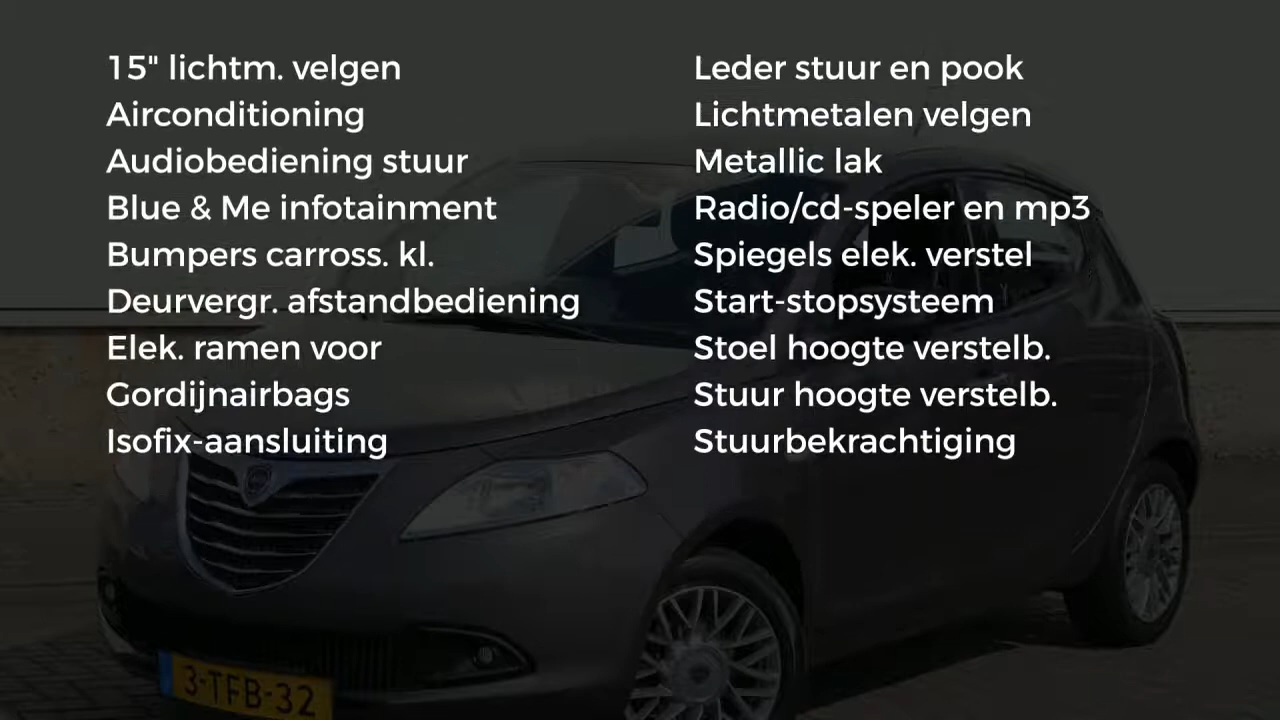 15" lichtm. velgen
Airconditioning
Audiobediening stuur
Blue & Me infotainment
Bumpers carross. kl.
Deurvergr. afstandbediening
Elek. ramen voor
Gordijnairbags
Isofix-aansluiting
Leder stuur en pook
Lichtmetalen velgen
Metallic lak
Radio/cd-speler en mp3
Spiegels elek. verstel
Start-stopsysteem
Stoel hoogte verstelb.
Stuur hoogte verstelb.
Stuurbekrachtiging
3-TFB-32